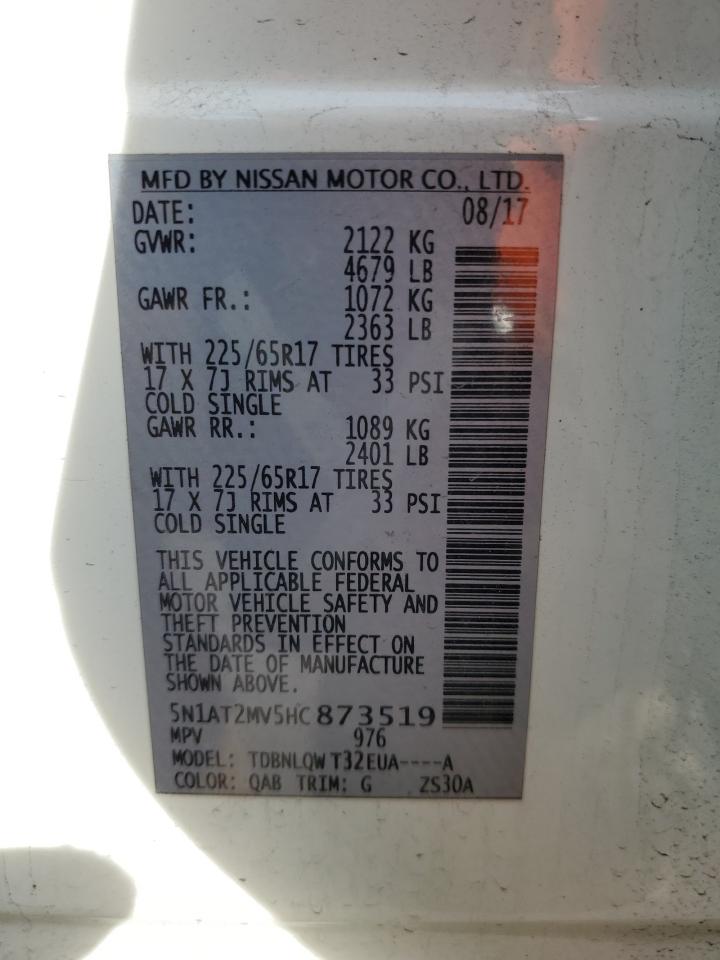 MFD BY NISSAN MOTOR CO., LTD.
DATE: 08/17
GVWR: 2122 KG
4679 LB
GAWR FR.: 1072 KG
2363 LB
WITH 225/65R17 TIRES
17 X 7J RIMS AT 33 PSI
COLD SINGLE
GAWR RR.: 1089 KG
2401 LB
WITH 225/65R17 TIRES
17 X 7J RIMS AT 33 PSI
COLD SINGLE
THIS VEHICLE CONFORMS TO
ALL APPLICABLE FEDERAL
MOTOR VEHICLE SAFETY AND
THEFT PREVENTION
STANDARDS IN EFFECT ON
THE DATE OF MANUFACTURE
SHOWN ABOVE.
5N1AT2MV5HC873519
MPV 976
MODEL: TDBNLQW T32EUA----A
COLOR: QAB TRIM: G ZS30A